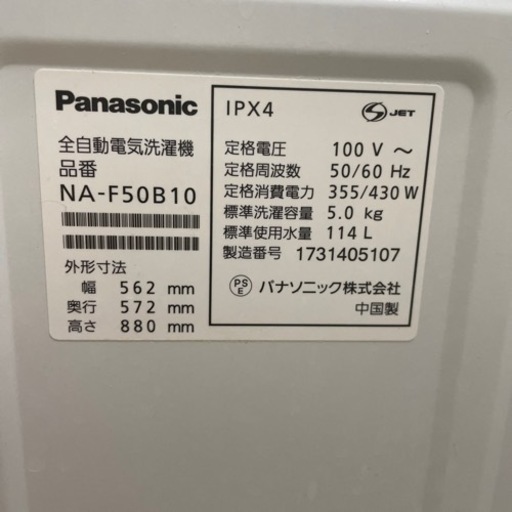 Panasonic
IPX4
S JET
全自動電気洗濯機
品番
NA-F50B10
外形寸法
幅 562 mm
奥行 572 mm
高さ 880 mm
定格電圧 100 V ～
定格周波数 50/60 Hz
定格消費電力 355/430 W
標準洗濯容量 5.0 kg
標準使用水量 114 L
製造番号 1731405107
PS E パナソニック株式会社
中国製